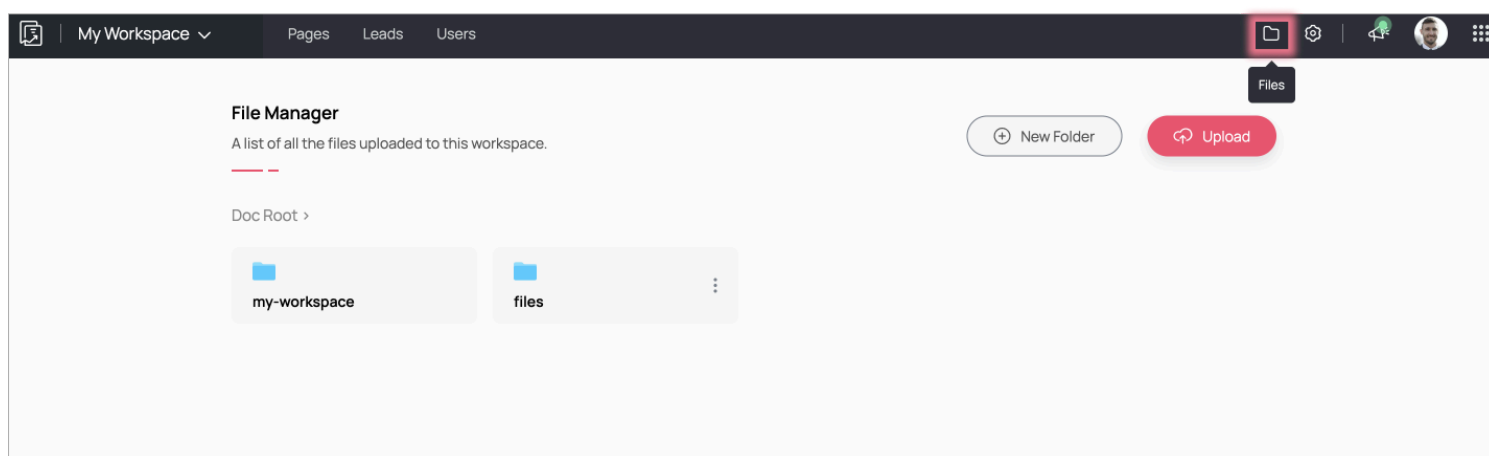 My Workspace Pages Leads Users
Files
File Manager
A list of all the files uploaded to this workspace.
New Folder
Upload
Doc Root >
my-workspace
files